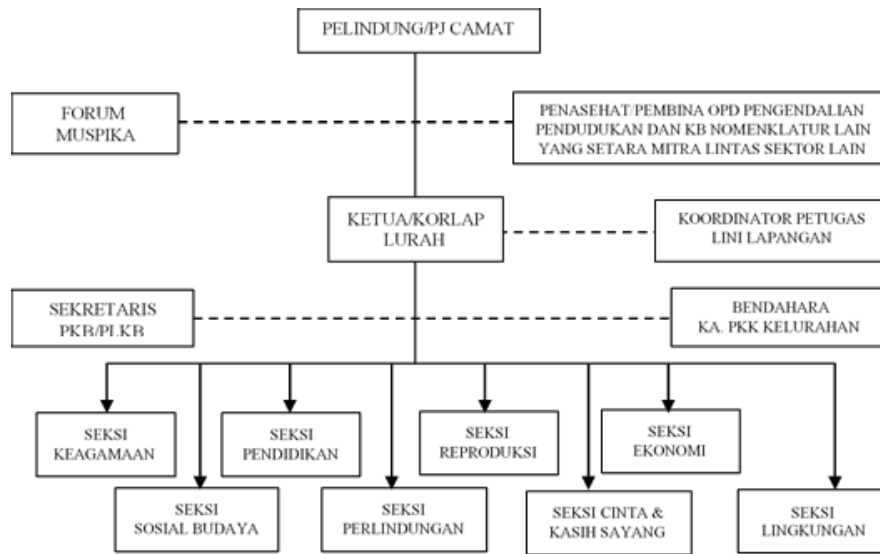 PELINDUNG/PJ CAMAT
FORUM
MUSPIKA
PENASEHAT/PEMBINA OPD PENGENDALIAN
PENDUDUKAN DAN KB NOMENKLATUR LAIN
YANG SETARA MITRA LINTAS SEKTOR LAIN
KETUA/KORLAP
LURAH
KOORDINATOR PETUGAS
LINI LAPANGAN
SEKRETARIS
PKB/PLKB
BENDAHARA
KA. PKK KELURAHAN
SEKSI
KEAGAMAAN
SEKSI
PENDIDIKAN
SEKSI
REPRODUKSI
SEKSI
EKONOMI
SEKSI
SOSIAL BUDAYA
SEKSI
PERLINDUNGAN
SEKSI CINTA &
KASIH SAYANG
SEKSI
LINGKUNGAN